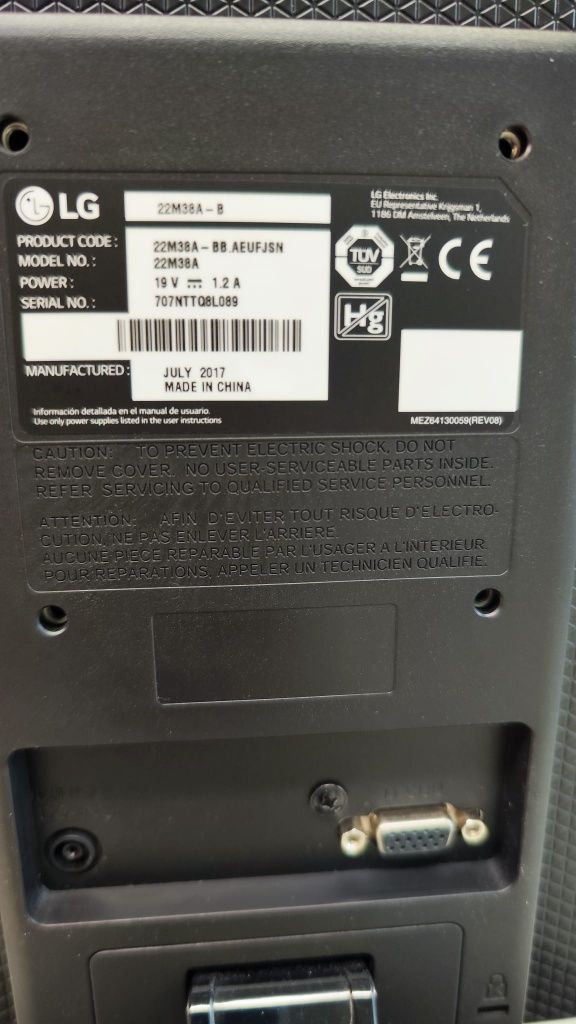 LG
22M38A-B
LG Electronics Inc.
EU Representative Krijgsman 1,
1186 DM Amstelveen, The Netherlands
PRODUCT CODE : 22M38A-BB.AEUFJSN
MODEL NO. : 22M38A
POWER : 19 V ⎓ 1.2 A
SERIAL NO. : 707NTTQ8L089
TÜV
SÜD
CE
Hg
MANUFACTURED : JULY 2017
MADE IN CHINA
Información detallada en el manual de usuario.
Use only power supplies listed in the user instructions
MEZ64130059(REV08)
CAUTION: TO PREVENT ELECTRIC SHOCK, DO NOT
REMOVE COVER. NO USER-SERVICEABLE PARTS INSIDE.
REFER SERVICING TO QUALIFIED SERVICE PERSONNEL.
ATTENTION: AFIN D'EVITER TOUT RISQUE D'ELECTRO-
CUTION, NE PAS ENLEVER L'ARRIERE.
AUCUNE PIECE REPARABLE PAR L'USAGER A L'INTERIEUR.
POUR REPARATIONS, APPELER UN TECHNICIEN QUALIFIE.